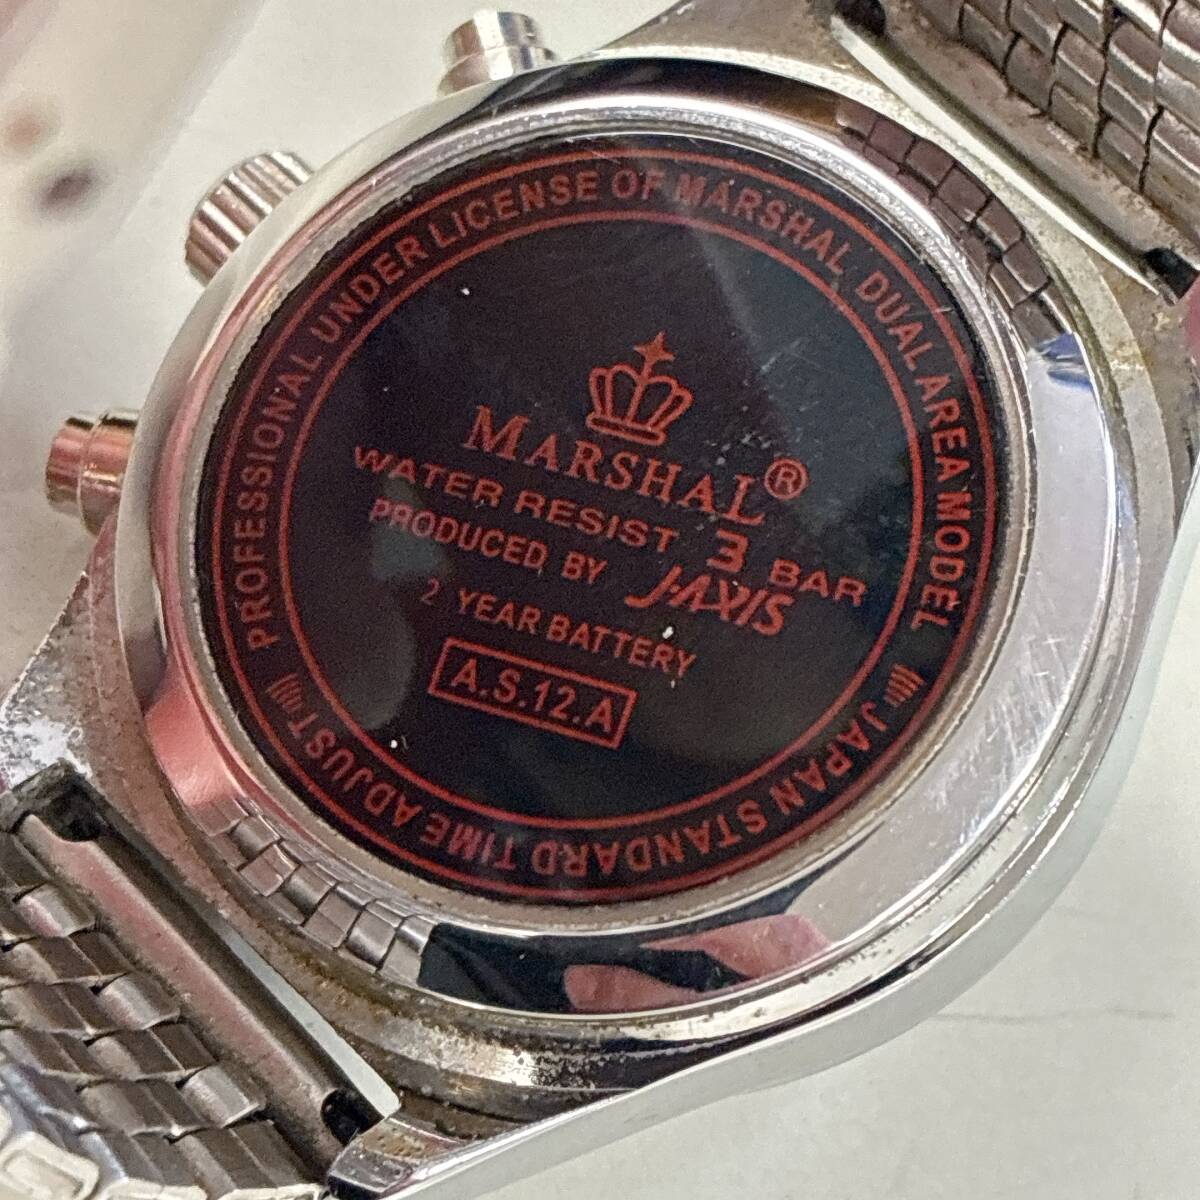 PROFESSIONAL UNDER LICENSE OF MARSHAL DUAL AREA MODEL
MARSHAL®
WATER RESIST 3 BAR
PRODUCED BY J-AXIS
2 YEAR BATTERY
A.S.12.A
JAPAN STANDARD TIME ADJUST